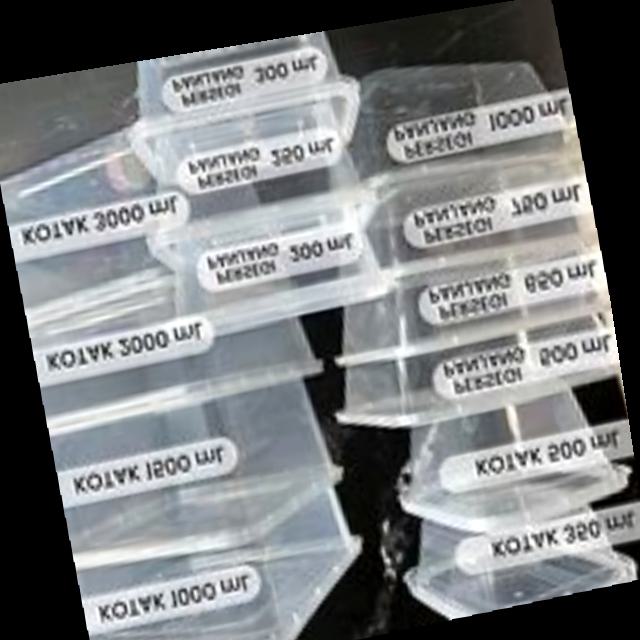 KOTAK 1000 mL
KOTAK 1500 mL
KOTAK 2000 mL
KOTAK 3000 mL
PERSEGI
PANJANG mL
PERSEGI
PANJANG mL
PERSEGI
PANJANG 300 mL
KOTAK 350 mL
KOTAK 500 mL
PERSEGI
PANJANG 500 mL
PERSEGI
PANJANG 650 mL
PERSEGI
PANJANG 750 mL
PERSEGI
PANJANG 1000 mL